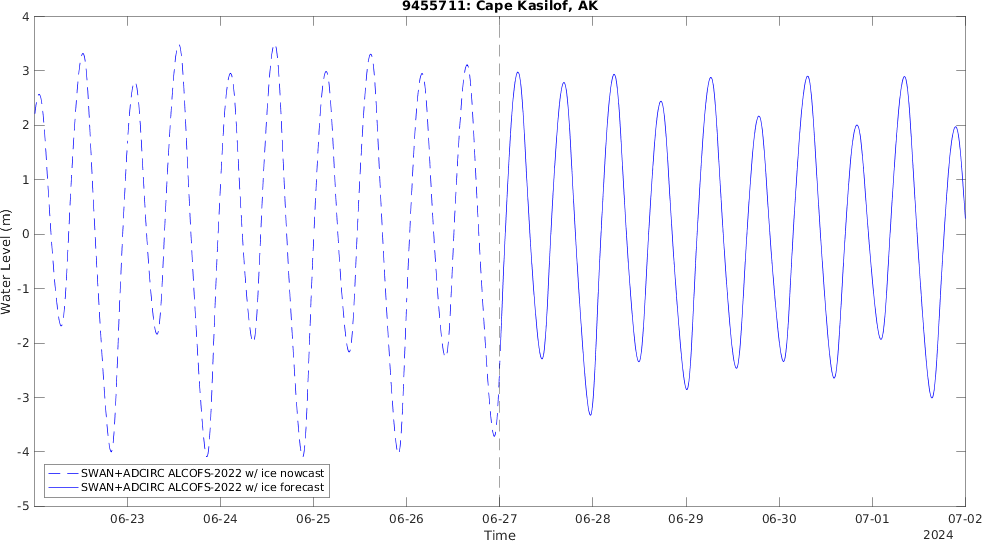 9455711: Cape Kasilof, AK
4
3
2
1
0
-1
-2
-3
-4
-5
Water Level (m)
SWAN+ADCIRC ALCOFS-2022 w/ ice nowcast
SWAN+ADCIRC ALCOFS-2022 w/ ice forecast
06-23 06-24 06-25 06-26 06-27 06-28 06-29 06-30 07-01 07-02
Time
2024